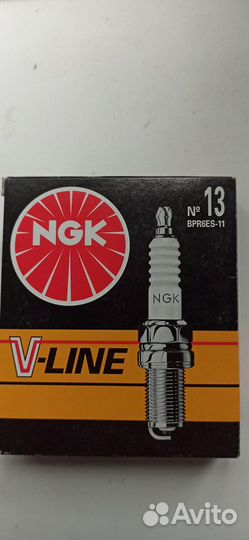 NGK
Nº 13
BPR6ES-11
NGK
V-LINE
Avito